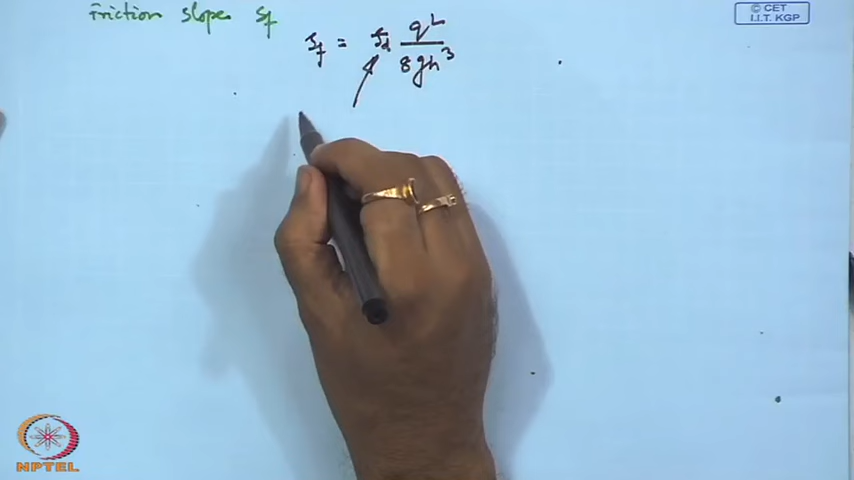 friction slope Sf
Sf = fd q² / 8gh³
© CET
I.I.T. KGP
NPTEL